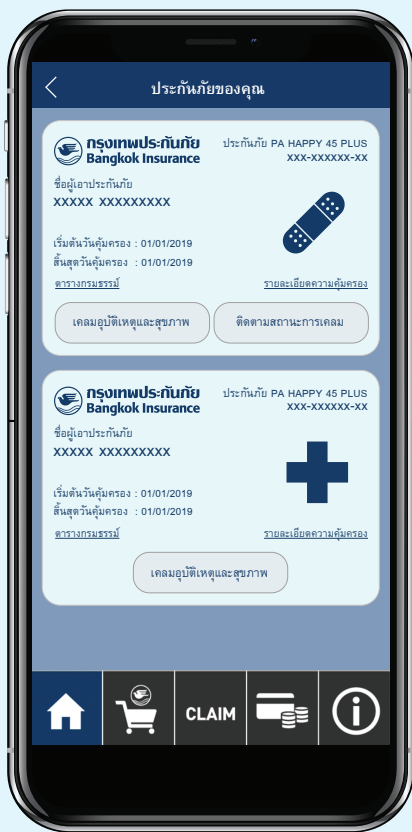 ประกันภัยของคุณ
กรุงเทพประกันภัย
Bangkok Insurance
ประกันภัย PA HAPPY 45 PLUS
XXX-XXXXXX-XX
ชื่อผู้เอาประกันภัย
XXXXX XXXXXXXXX
เริ่มต้นวันคุ้มครอง : 01/01/2019
สิ้นสุดวันคุ้มครอง : 01/01/2019
ตารางกรมธรรม์
รายละเอียดความคุ้มครอง
เคลมอุบัติเหตุและสุขภาพ
ติดตามสถานะการเคลม
กรุงเทพประกันภัย
Bangkok Insurance
ประกันภัย PA HAPPY 45 PLUS
XXX-XXXXXX-XX
ชื่อผู้เอาประกันภัย
XXXXX XXXXXXXXX
เริ่มต้นวันคุ้มครอง : 01/01/2019
สิ้นสุดวันคุ้มครอง : 01/01/2019
ตารางกรมธรรม์
รายละเอียดความคุ้มครอง
เคลมอุบัติเหตุและสุขภาพ
CLAIM